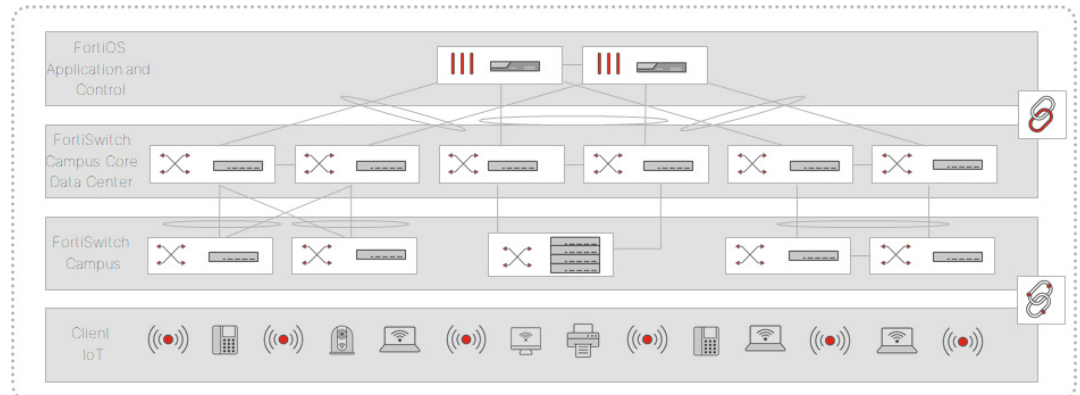 FortiOS
Application and
Control
FortiSwitch
Campus Core
Data Center
FortiSwitch
Campus
Client
IoT